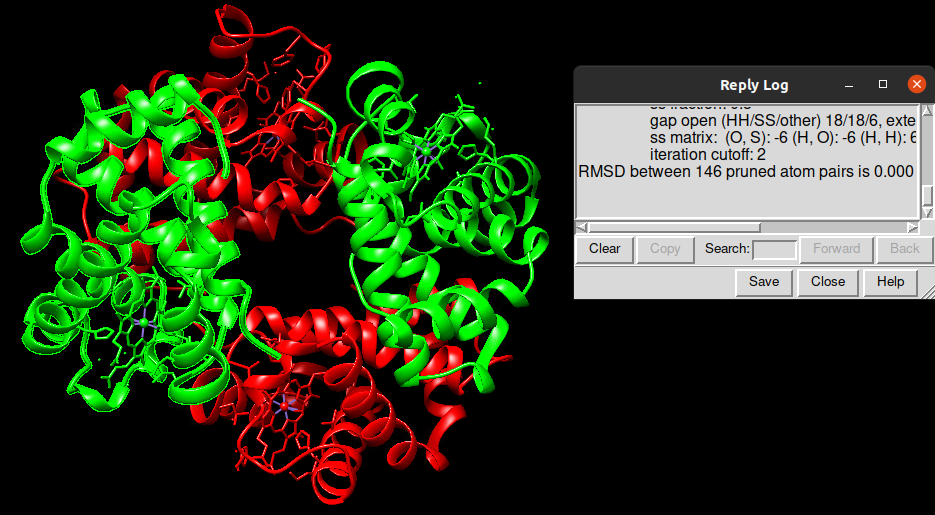 Reply Log
gap open (HH/SS/other) 18/18/6, exte
ss matrix: (O, S): -6 (H, O): -6 (H, H): 6
iteration cutoff: 2
RMSD between 146 pruned atom pairs is 0.000
Clear Copy Search: Forward Back
Save Close Help